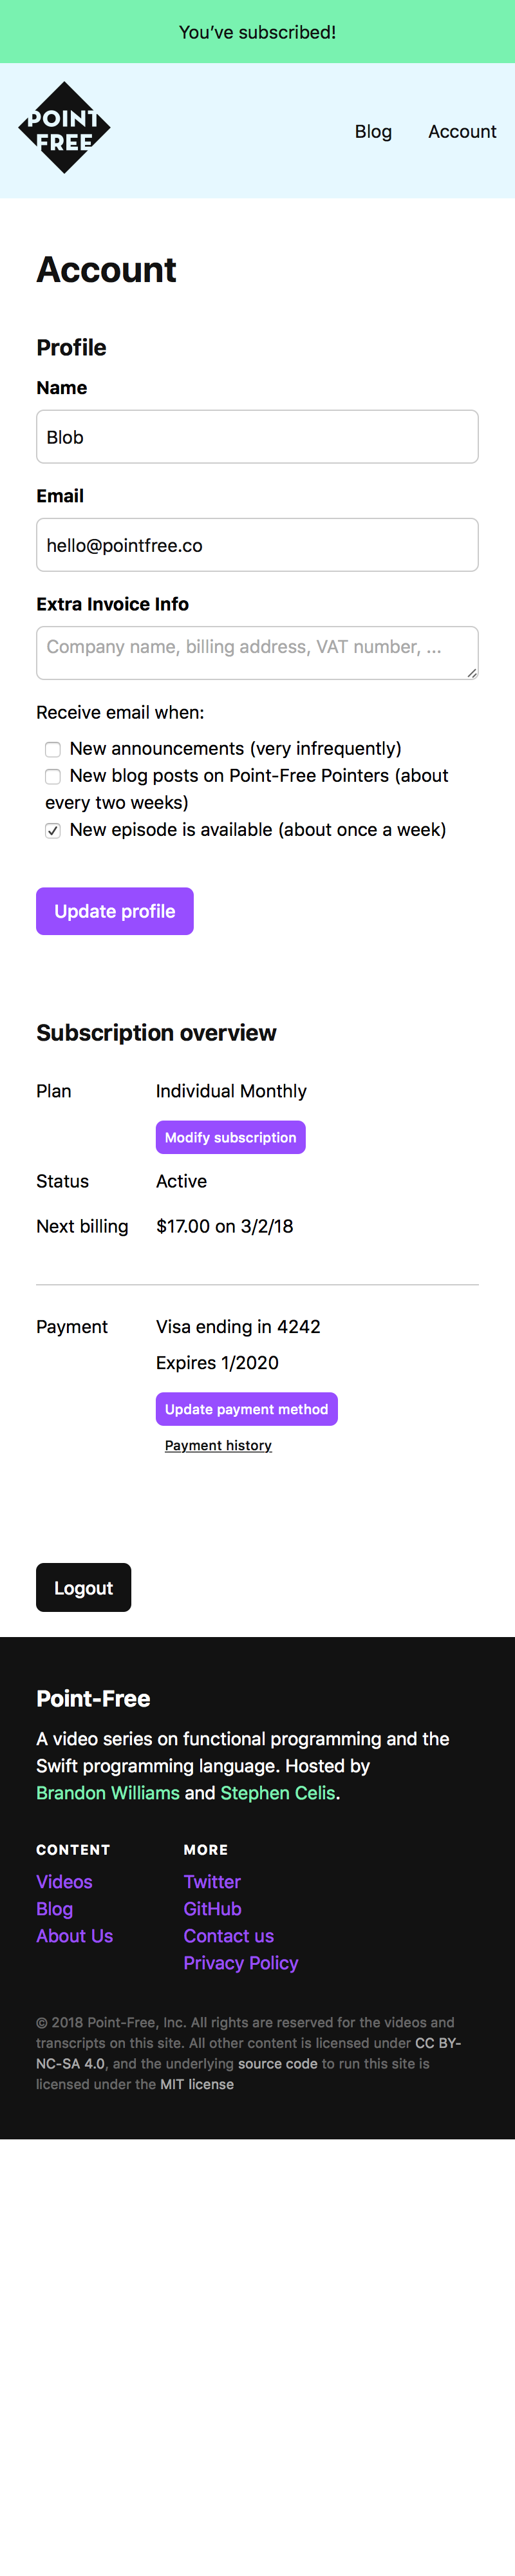 You’ve subscribed!
POINT
FREE
Blog
Account
Account
Profile
Name
Blob
Email
hello@pointfree.co
Extra Invoice Info
Company name, billing address, VAT number, ...
Receive email when:
New announcements (very infrequently)
New blog posts on Point-Free Pointers (about
every two weeks)
New episode is available (about once a week)
Update profile
Subscription overview
Plan
Individual Monthly
Modify subscription
Status
Active
Next billing
$17.00 on 3/2/18
Payment
Visa ending in 4242
Expires 1/2020
Update payment method
Payment history
Logout
Point-Free
A video series on functional programming and the
Swift programming language. Hosted by
Brandon Williams and Stephen Celis.
CONTENT
Videos
Blog
About Us
MORE
Twitter
GitHub
Contact us
Privacy Policy
© 2018 Point-Free, Inc. All rights are reserved for the videos and
transcripts on this site. All other content is licensed under CC BY-
NC-SA 4.0, and the underlying source code to run this site is
licensed under the MIT license